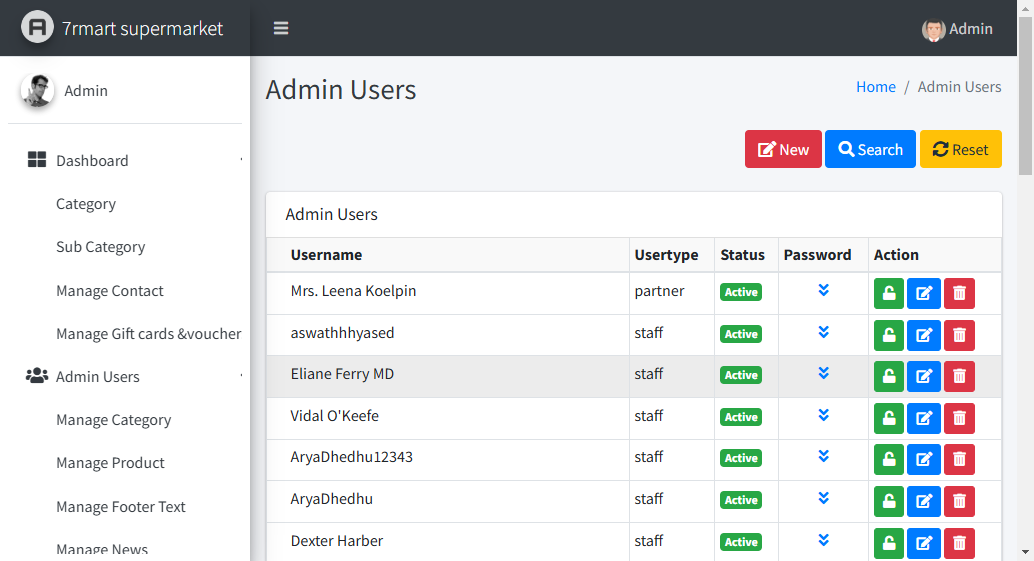 7rmart supermarket
Admin
Admin
Dashboard
Category
Sub Category
Manage Contact
Manage Gift cards &voucher
Admin Users
Manage Category
Manage Product
Manage Footer Text
Manage News
Admin Users
Home / Admin Users
New Search Reset
Admin Users
Username Usertype Status Password Action
Mrs. Leena Koelpin partner Active
aswathhhyased staff Active
Eliane Ferry MD staff Active
Vidal O'Keefe staff Active
AryaDhedhu12343 staff Active
AryaDhedhu staff Active
Dexter Harber staff Active